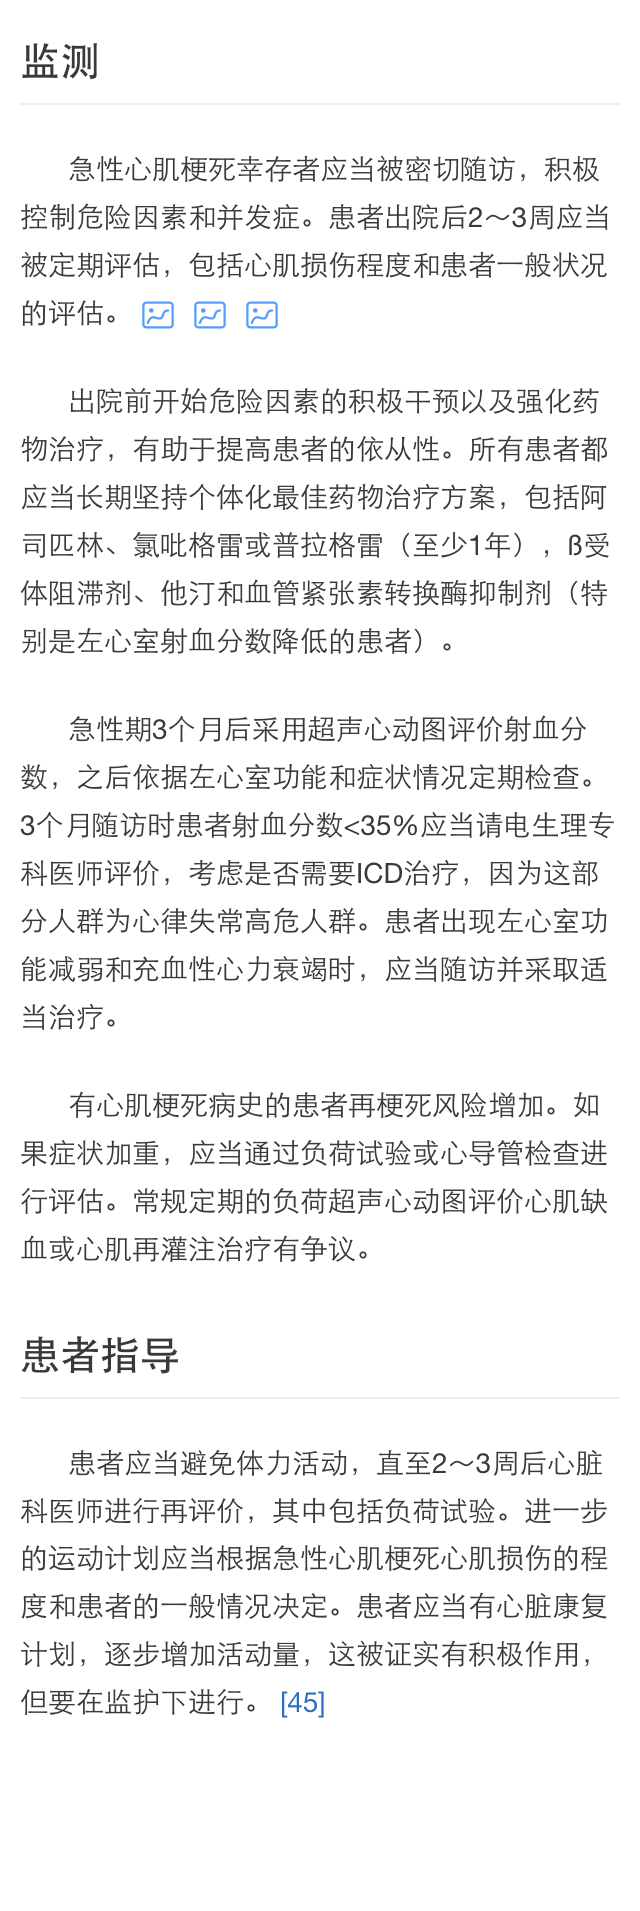 监测
急性心肌梗死幸存者应当被密切随访，积极
控制危险因素和并发症。患者出院后2～3周应当
被定期评估，包括心肌损伤程度和患者一般状况
的评估。
出院前开始危险因素的积极干预以及强化药
物治疗，有助于提高患者的依从性。所有患者都
应当长期坚持个体化最佳药物治疗方案，包括阿
司匹林、氯吡格雷或普拉格雷（至少1年），ß受
体阻滞剂、他汀和血管紧张素转换酶抑制剂（特
别是左心室射血分数降低的患者）。
急性期3个月后采用超声心动图评价射血分
数，之后依据左心室功能和症状情况定期检查。
3个月随访时患者射血分数<35%应当请电生理专
科医师评价，考虑是否需要ICD治疗，因为这部
分人群为心律失常高危人群。患者出现左心室功
能减弱和充血性心力衰竭时，应当随访并采取适
当治疗。
有心肌梗死病史的患者再梗死风险增加。如
果症状加重，应当通过负荷试验或心导管检查进
行评估。常规定期的负荷超声心动图评价心肌缺
血或心肌再灌注治疗有争议。
患者指导
患者应当避免体力活动，直至2～3周后心脏
科医师进行再评价，其中包括负荷试验。进一步
的运动计划应当根据急性心肌梗死心肌损伤的程
度和患者的一般情况决定。患者应当有心脏康复
计划，逐步增加活动量，这被证实有积极作用，
但要在监护下进行。 [45]